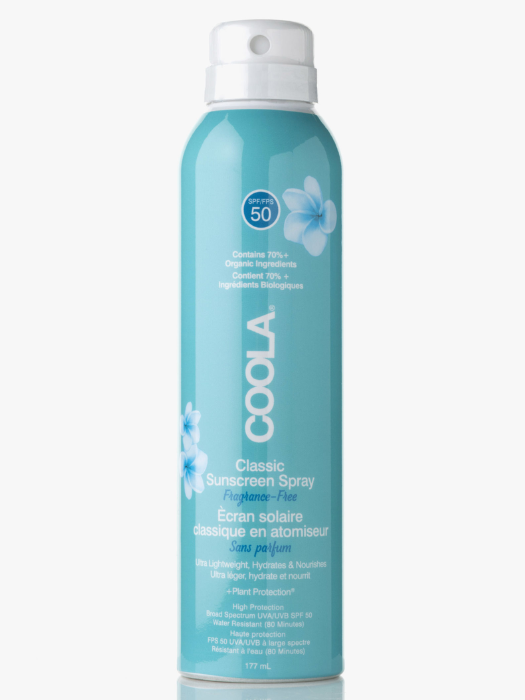 SPF/FPS
50
Contains 70%+
Organic Ingredients
Contient 70% +
Ingrédients Biologiques
COOLA®
Classic
Sunscreen Spray
Fragrance-Free
Écran solaire
classique en atomiseur
Sans parfum
Ultra Lightweight, Hydrates & Nourishes
Ultra léger, hydrate et nourit
+Plant Protection®
High Protection
Broad Spectrum UVA/UVB SPF 50
Water Resistant (80 Minutes)
Haute protection
FPS 50 UVA/UVB à large spectre
Résistant à l'eau (80 Minutes)
177 mL